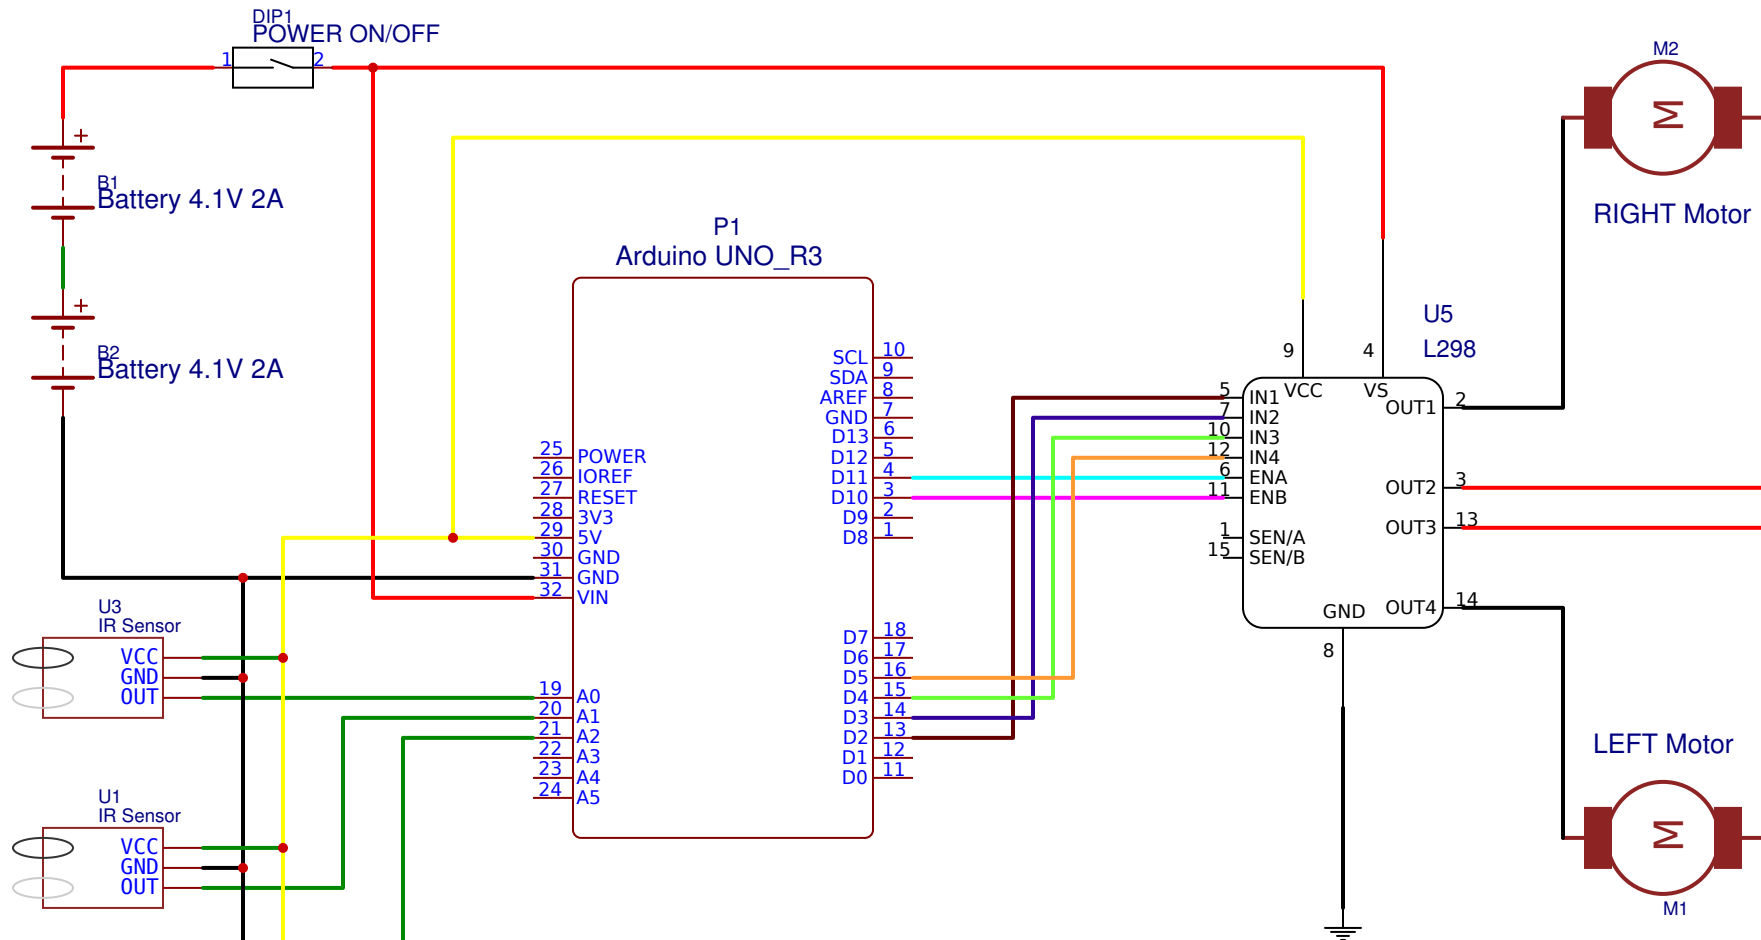 DIP1
POWER ON/OFF
1
2
+
B1
Battery 4.1V 2A
+
B2
Battery 4.1V 2A
P1
Arduino UNO_R3
25 POWER
26 IOREF
27 RESET
28 3V3
29 5V
30 GND
31 GND
32 VIN
19 A0
20 A1
21 A2
22 A3
23 A4
24 A5
SCL 10
SDA 9
AREF 8
GND 7
D13 6
D12 5
D11 4
D10 3
D9 2
D8 1
D7 18
D6 17
D5 16
D4 15
D3 14
D2 13
D1 12
D0 11
U3
IR Sensor
VCC
GND
OUT
U1
IR Sensor
VCC
GND
OUT
U5
L298
9 4
VCC VS
5 IN1
7 IN2
10 IN3
12 IN4
6 ENA
11 ENB
1 SEN/A
15 SEN/B
OUT1 2
OUT2 3
OUT3 13
OUT4 14
GND
8
M2
M
RIGHT Motor
LEFT Motor
M
M1